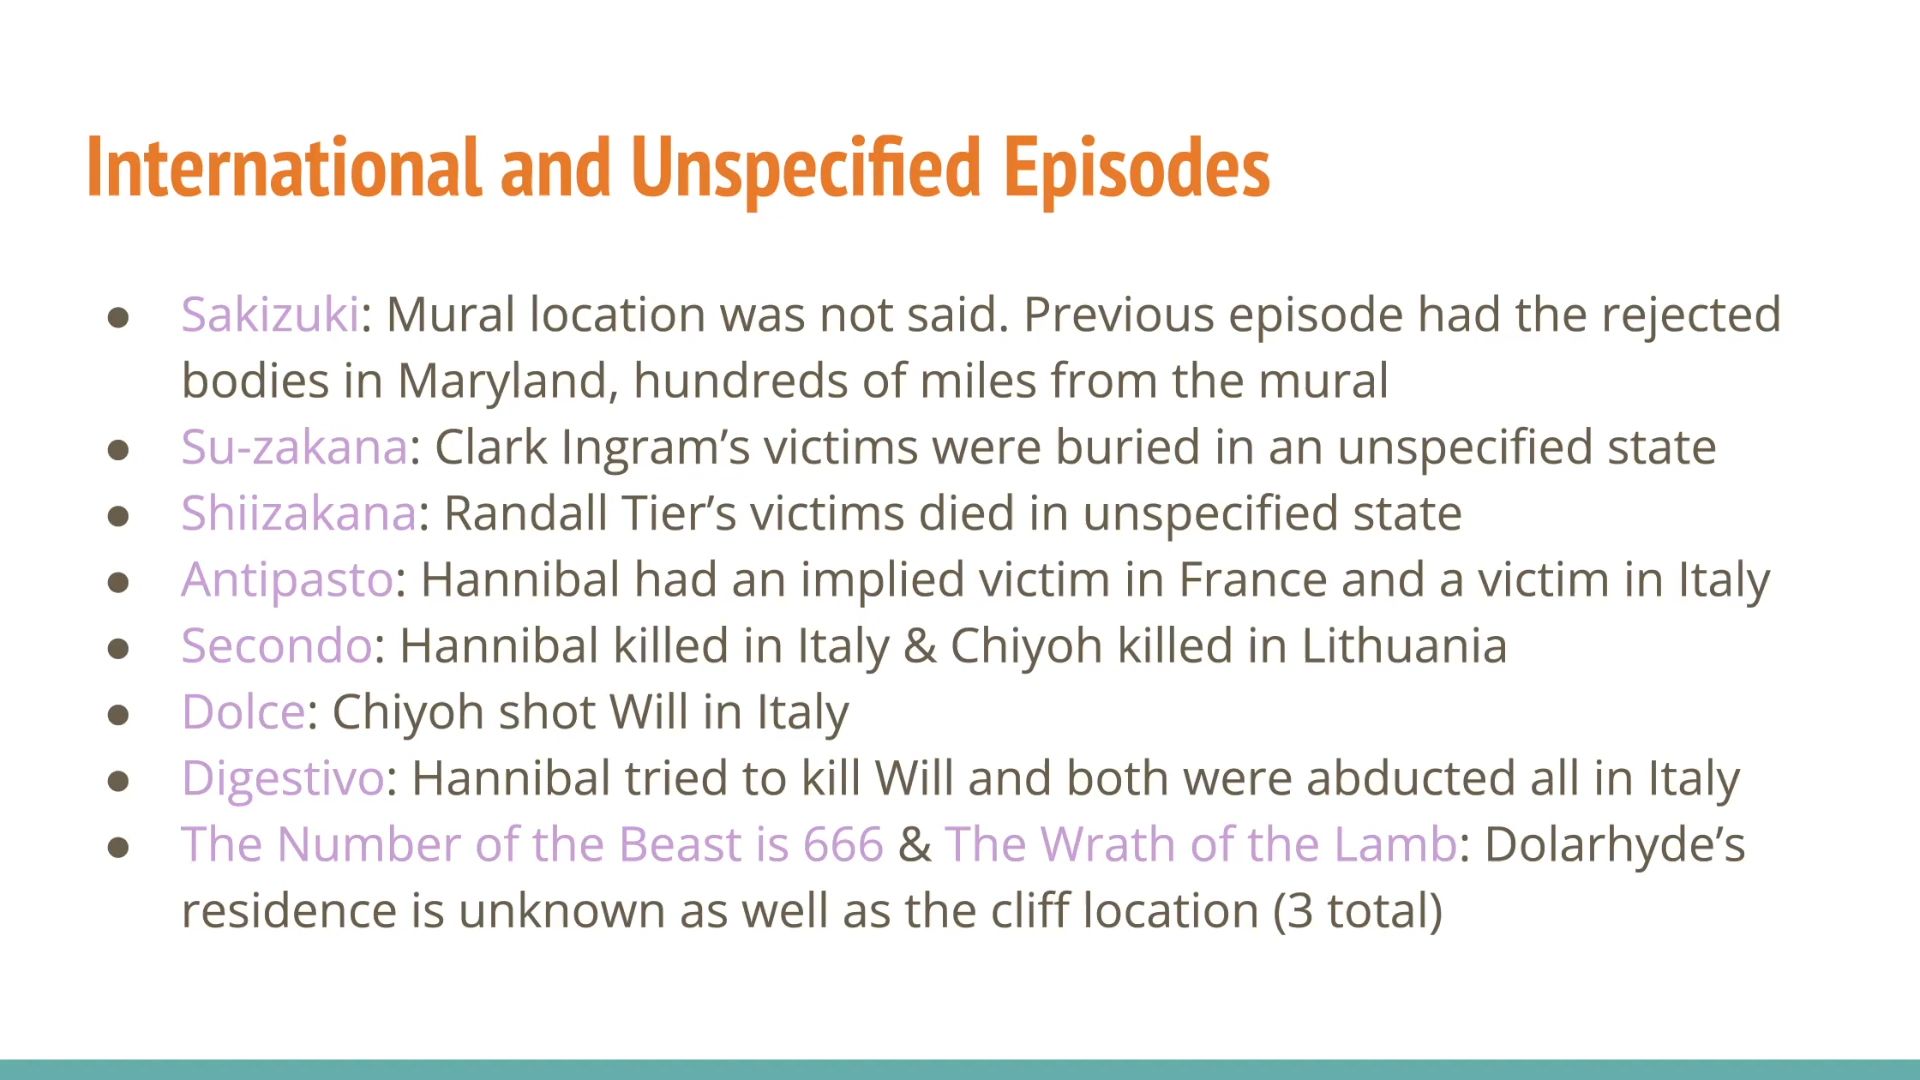 International and Unspecified Episodes
● Sakizuki: Mural location was not said. Previous episode had the rejected
bodies in Maryland, hundreds of miles from the mural
● Su-zakana: Clark Ingram’s victims were buried in an unspecified state
● Shiizakana: Randall Tier’s victims died in unspecified state
● Antipasto: Hannibal had an implied victim in France and a victim in Italy
● Secondo: Hannibal killed in Italy & Chiyoh killed in Lithuania
● Dolce: Chiyoh shot Will in Italy
● Digestivo: Hannibal tried to kill Will and both were abducted all in Italy
● The Number of the Beast is 666 & The Wrath of the Lamb: Dolarhyde’s
residence is unknown as well as the cliff location (3 total)